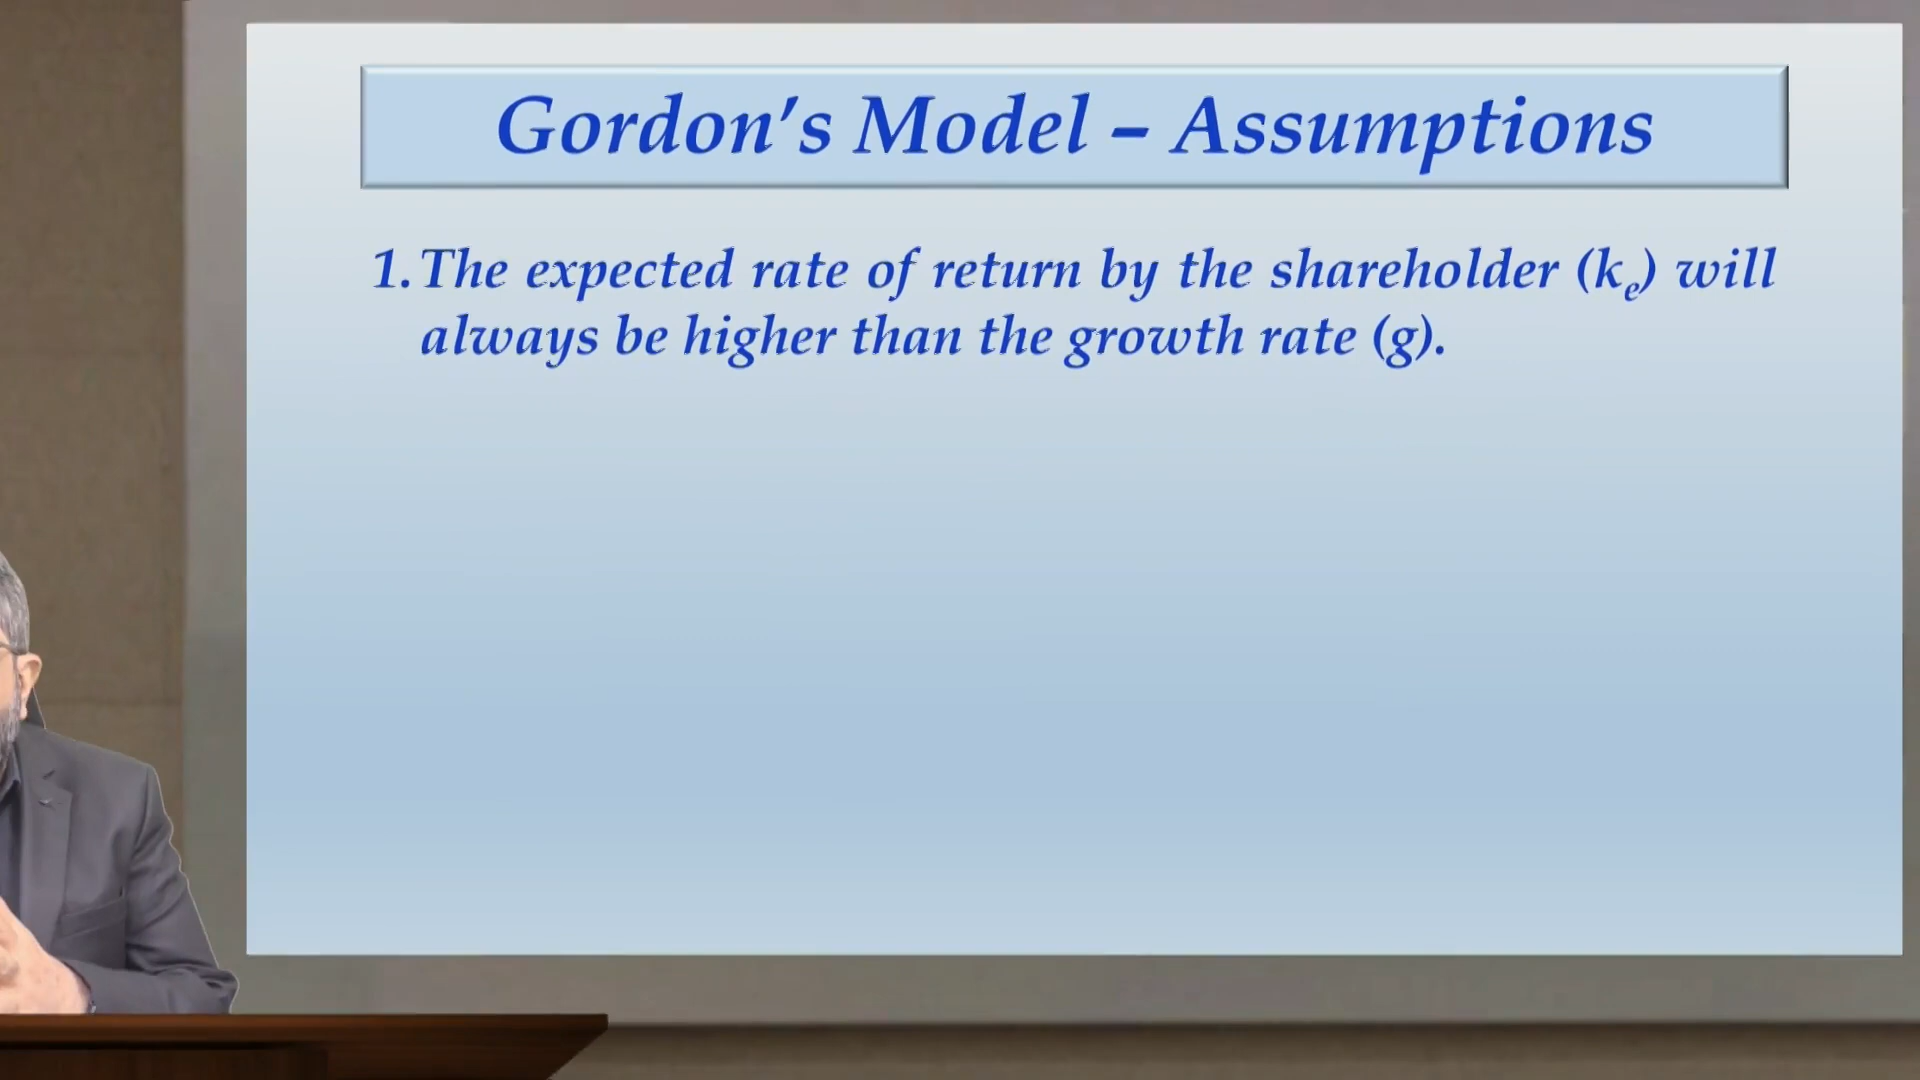 Gordon’s Model – Assumptions
1. The expected rate of return by the shareholder (kₑ) will
always be higher than the growth rate (g).